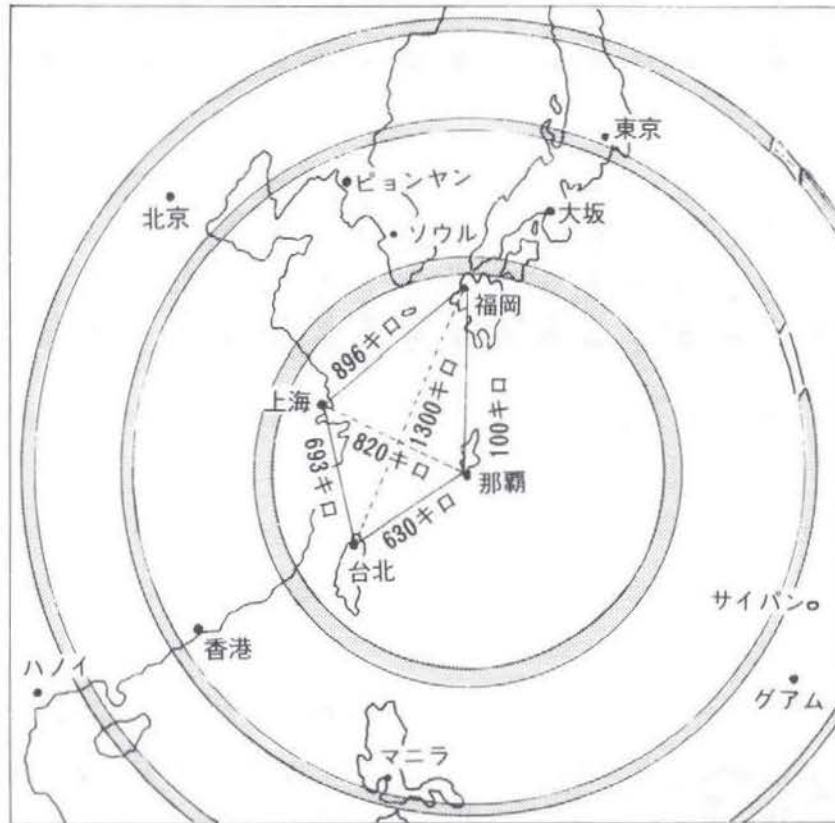 東京
ピョンヤン
北京
大坂
ソウル
福岡
896キロ
1300キロ
100キロ
上海
820キロ
693キロ
那覇
630キロ
台北
サイパン
香港
ハノイ
グアム
マニラ